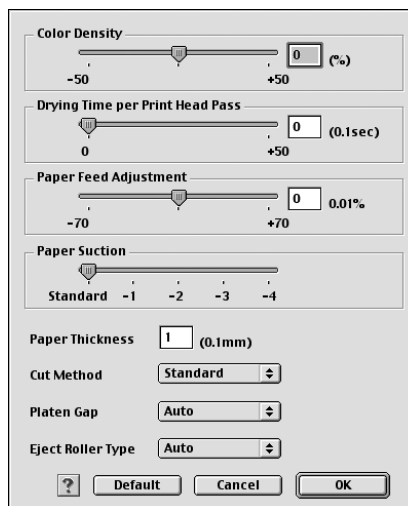 Color Density
0 (%)
-50 +50
Drying Time per Print Head Pass
0 (0.1sec)
0 +50
Paper Feed Adjustment
0 0.01%
-70 +70
Paper Suction
Standard -1 -2 -3 -4
Paper Thickness 1 (0.1mm)
Cut Method Standard
Platen Gap Auto
Eject Roller Type Auto
? Default Cancel OK